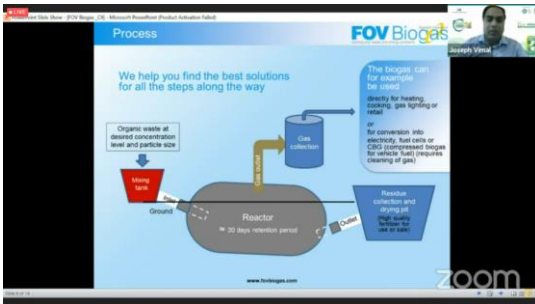 LIVE
PowerPoint Slide Show - [FOV Biogas_CII] - Microsoft PowerPoint (Product Activation Failed)
Process
FOV Biogas
Joseph Vimal
We help you find the best solutions
for all the steps along the way
The biogas can
for example
be used
directly for heating,
cooking, gas lighting or
retail
or
for conversion into
electricity, fuel cells or
CBG (compressed biogas
for vehicle fuel) (requires
cleaning of gas)
Organic waste at
desired concentration
level and particle size
Gas
collection
Gas outlet
Mixing
tank
Inlet
Ground
Reactor
≈ 30 days retention period
Outlet
Residue
collection and
drying pit
(High quality
fertilizer for
use or sale)
www.fovbiogas.com
zoom